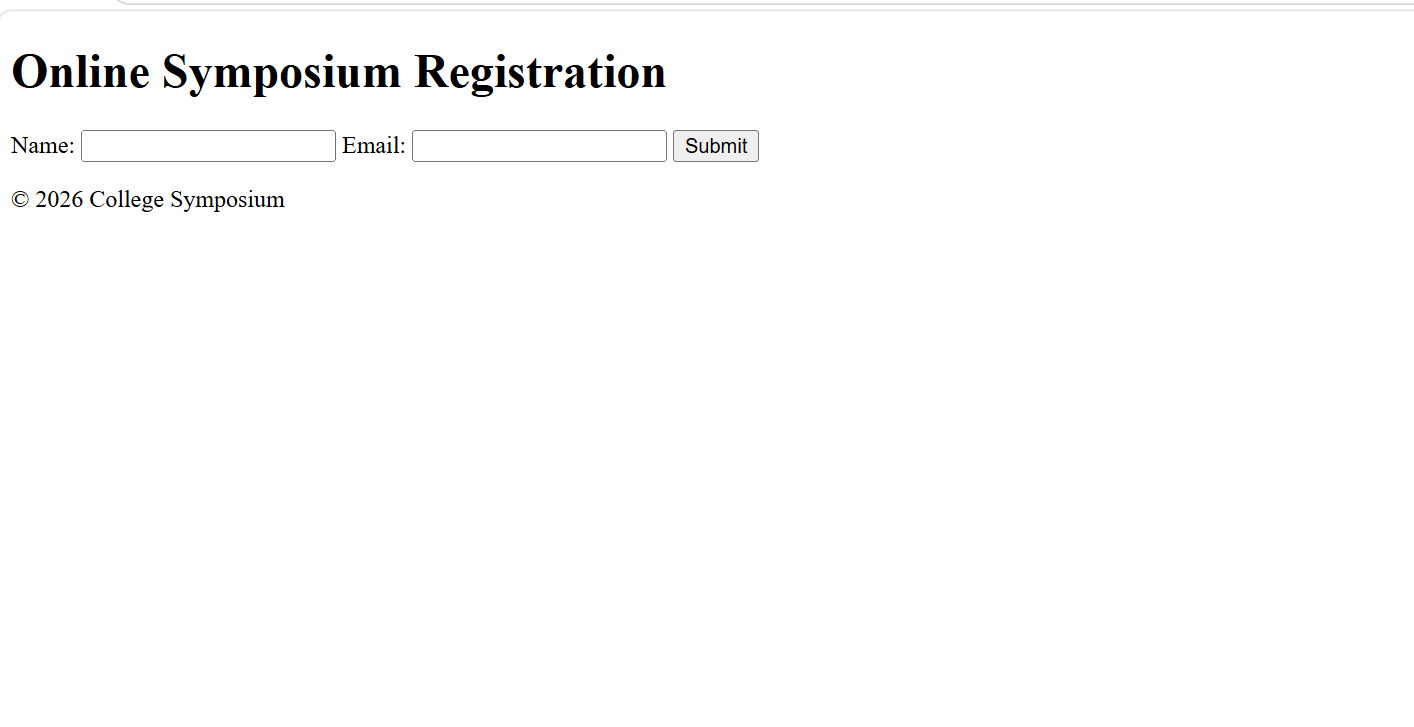 Online Symposium Registration
Name: Email: Submit
© 2026 College Symposium